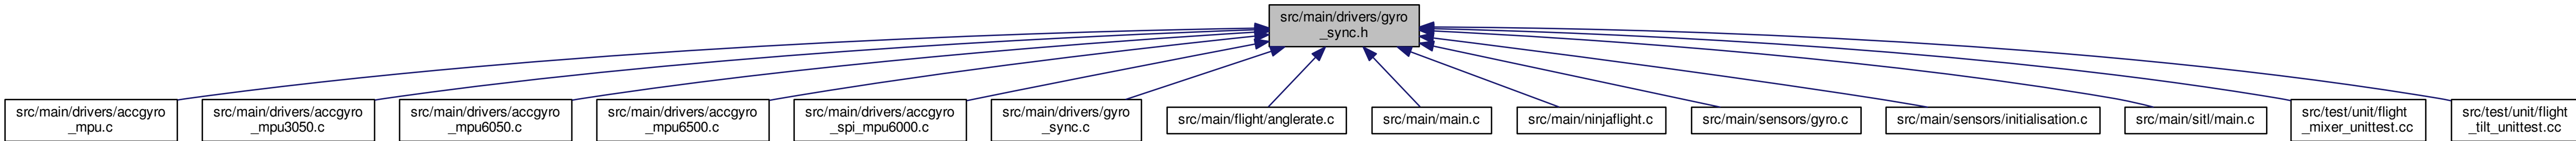 src/main/drivers/gyro
_sync.h
src/main/drivers/accgyro
_mpu.c
src/main/drivers/accgyro
_mpu3050.c
src/main/drivers/accgyro
_mpu6050.c
src/main/drivers/accgyro
_mpu6500.c
src/main/drivers/accgyro
_spi_mpu6000.c
src/main/drivers/gyro
_sync.c
src/main/flight/anglerate.c
src/main/main.c
src/main/ninjaflight.c
src/main/sensors/gyro.c
src/main/sensors/initialisation.c
src/main/sitl/main.c
src/test/unit/flight
_mixer_unittest.cc
src/test/unit/flight
_tilt_unittest.cc